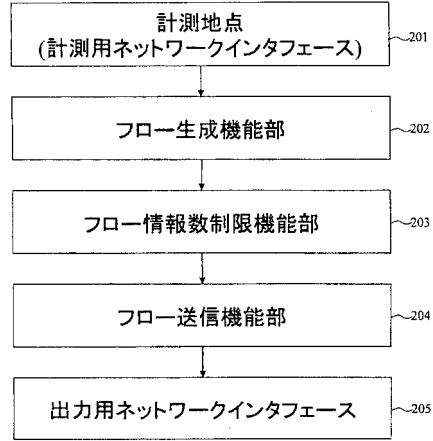 計測地点
(計測用ネットワークインタフェース)
201
フロー生成機能部
202
フロー情報数制限機能部
203
フロー送信機能部
204
出力用ネットワークインタフェース
205